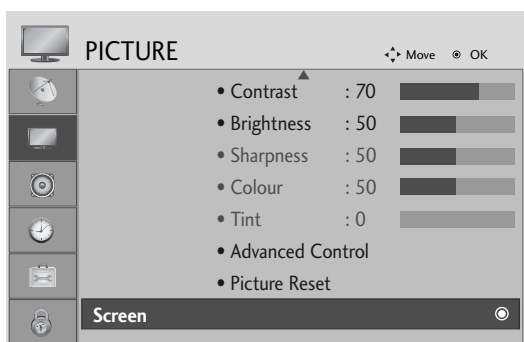 PICTURE Move OK
• Contrast : 70
• Brightness : 50
• Sharpness : 50
• Colour : 50
• Tint : 0
• Advanced Control
• Picture Reset
Screen